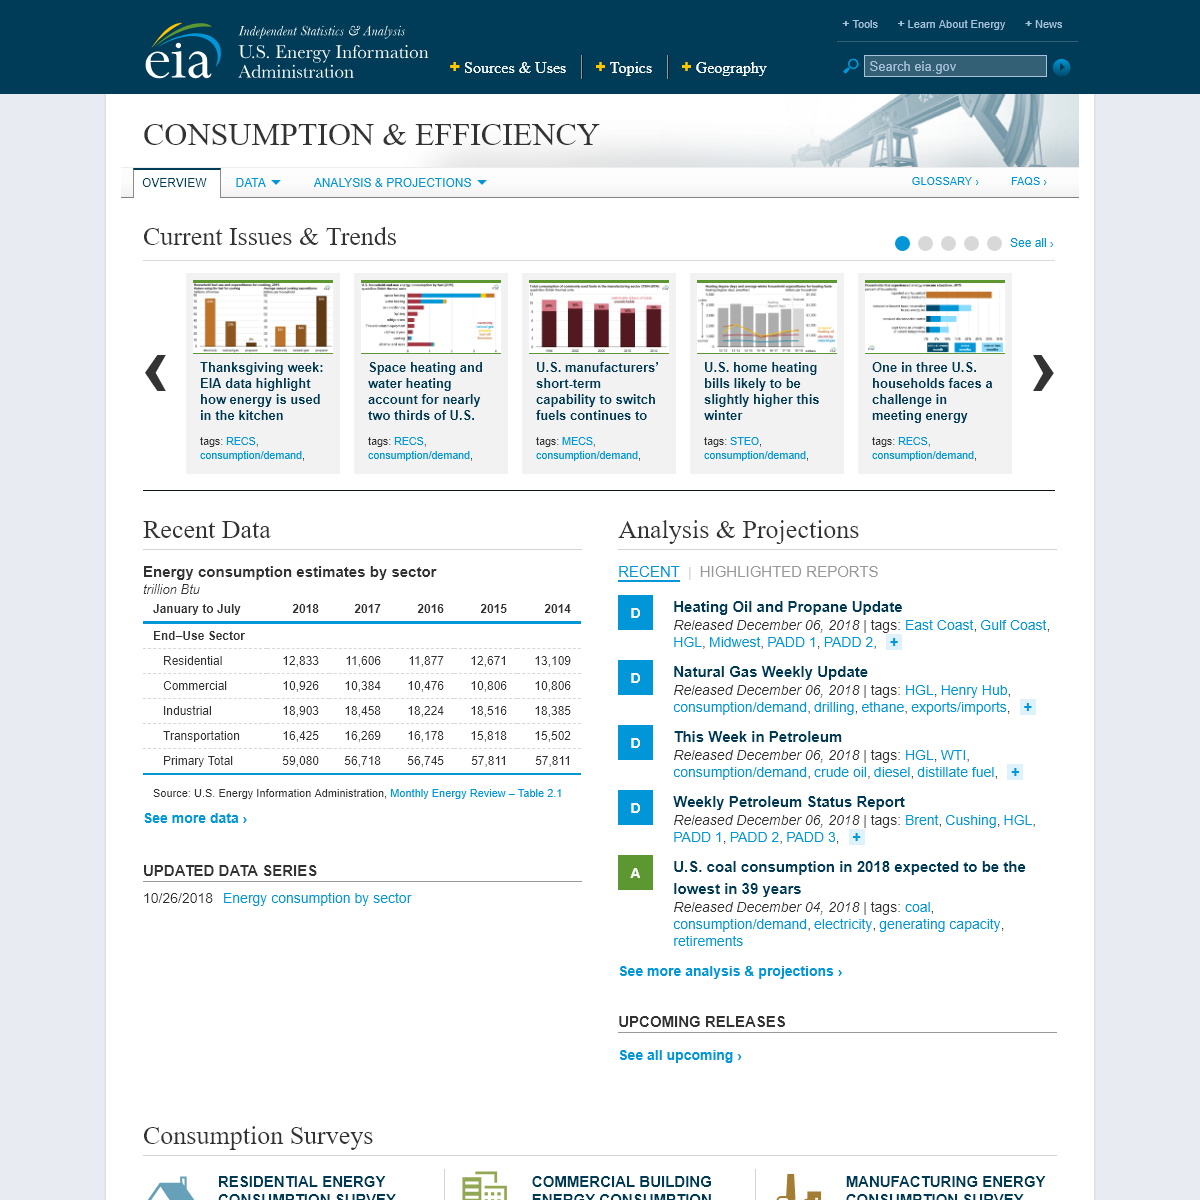 Independent Statistics & Analysis
eia
U.S. Energy Information
Administration
+ Tools
+ Learn About Energy
+ News
+ Sources & Uses
+ Topics
+ Geography
Search eia.gov
CONSUMPTION & EFFICIENCY
OVERVIEW
DATA
ANALYSIS & PROJECTIONS
GLOSSARY ›
FAQS ›
Current Issues & Trends
See all ›
Thanksgiving week:
EIA data highlight
how energy is used
in the kitchen
tags: RECS,
consumption/demand,
Space heating and
water heating
account for nearly
two thirds of U.S.
tags: RECS,
consumption/demand,
U.S. manufacturers’
short-term
capability to switch
fuels continues to
tags: MECS,
consumption/demand,
U.S. home heating
bills likely to be
slightly higher this
winter
tags: STEO,
consumption/demand,
One in three U.S.
households faces a
challenge in
meeting energy
tags: RECS,
consumption/demand,
Recent Data
Energy consumption estimates by sector
trillion Btu
January to July 2018 2017 2016 2015 2014
End–Use Sector
Residential 12,833 11,606 11,877 12,671 13,109
Commercial 10,926 10,384 10,476 10,806 10,806
Industrial 18,903 18,458 18,224 18,516 18,385
Transportation 16,425 16,269 16,178 15,818 15,502
Primary Total 59,080 56,718 56,745 57,811 57,811
Source: U.S. Energy Information Administration, Monthly Energy Review – Table 2.1
See more data ›
UPDATED DATA SERIES
10/26/2018 Energy consumption by sector
Analysis & Projections
RECENT | HIGHLIGHTED REPORTS
D
Heating Oil and Propane Update
Released December 06, 2018 | tags: East Coast, Gulf Coast,
HGL, Midwest, PADD 1, PADD 2, +
D
Natural Gas Weekly Update
Released December 06, 2018 | tags: HGL, Henry Hub,
consumption/demand, drilling, ethane, exports/imports, +
D
This Week in Petroleum
Released December 06, 2018 | tags: HGL, WTI,
consumption/demand, crude oil, diesel, distillate fuel, +
D
Weekly Petroleum Status Report
Released December 06, 2018 | tags: Brent, Cushing, HGL,
PADD 1, PADD 2, PADD 3, +
A
U.S. coal consumption in 2018 expected to be the
lowest in 39 years
Released December 04, 2018 | tags: coal,
consumption/demand, electricity, generating capacity,
retirements
See more analysis & projections ›
UPCOMING RELEASES
See all upcoming ›
Consumption Surveys
RESIDENTIAL ENERGY
CONSUMPTION SURVEY
COMMERCIAL BUILDING
ENERGY CONSUMPTION
MANUFACTURING ENERGY
CONSUMPTION SURVEY